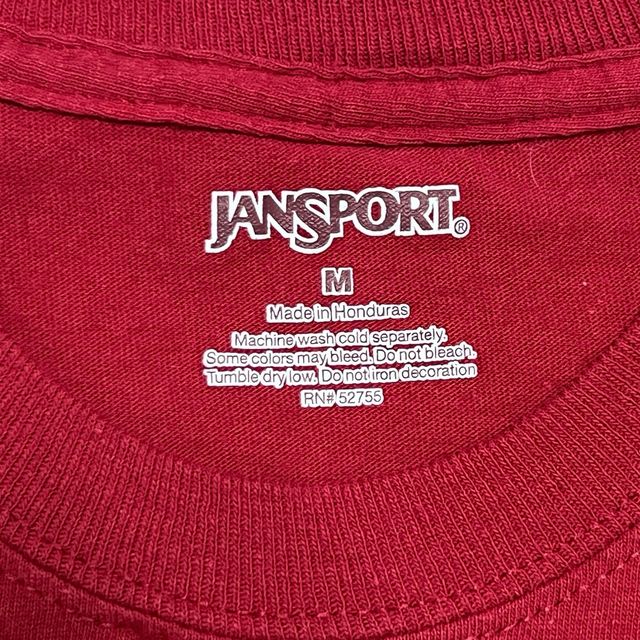 JANSPORT®
M
Made in Honduras
Machine wash cold separately.
Some colors may bleed. Do not bleach.
Tumble dry low. Do not iron decoration
RN# 52755